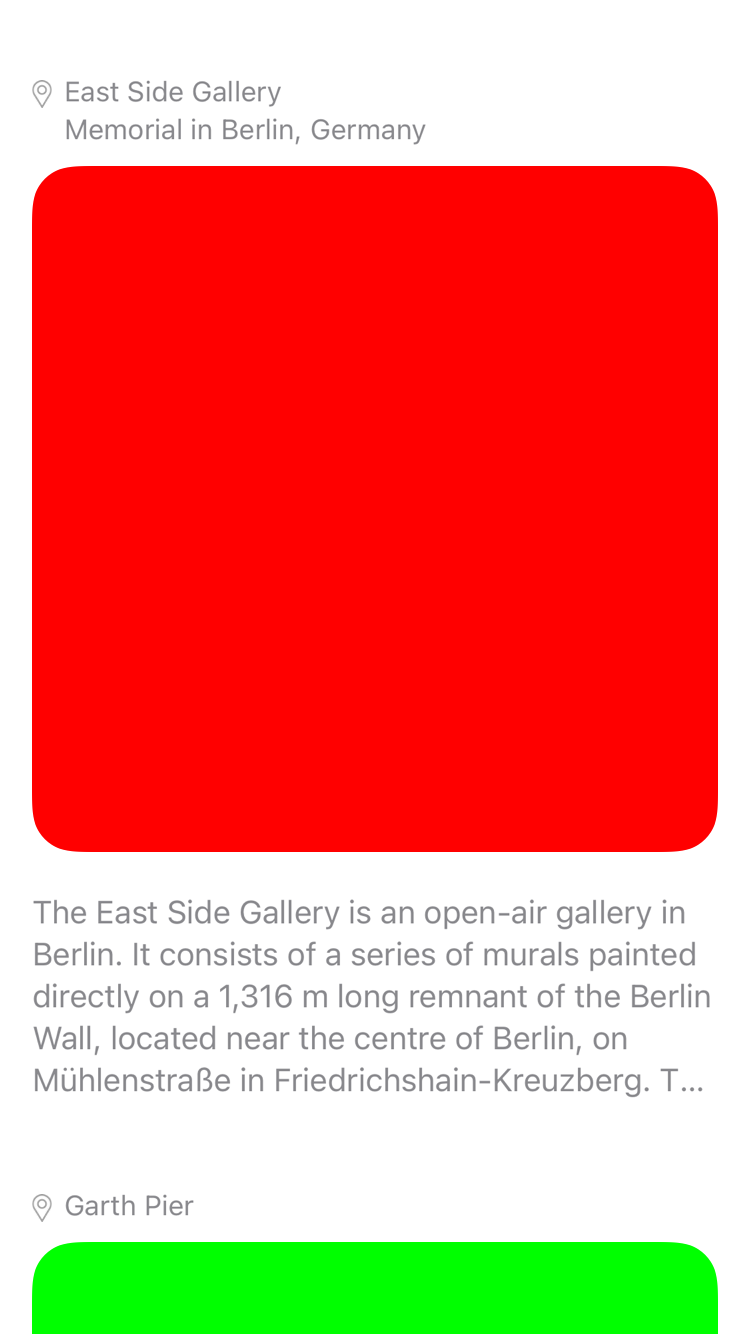 East Side Gallery
Memorial in Berlin, Germany
The East Side Gallery is an open-air gallery in
Berlin. It consists of a series of murals painted
directly on a 1,316 m long remnant of the Berlin
Wall, located near the centre of Berlin, on
Mühlenstraße in Friedrichshain-Kreuzberg. T...
Garth Pier